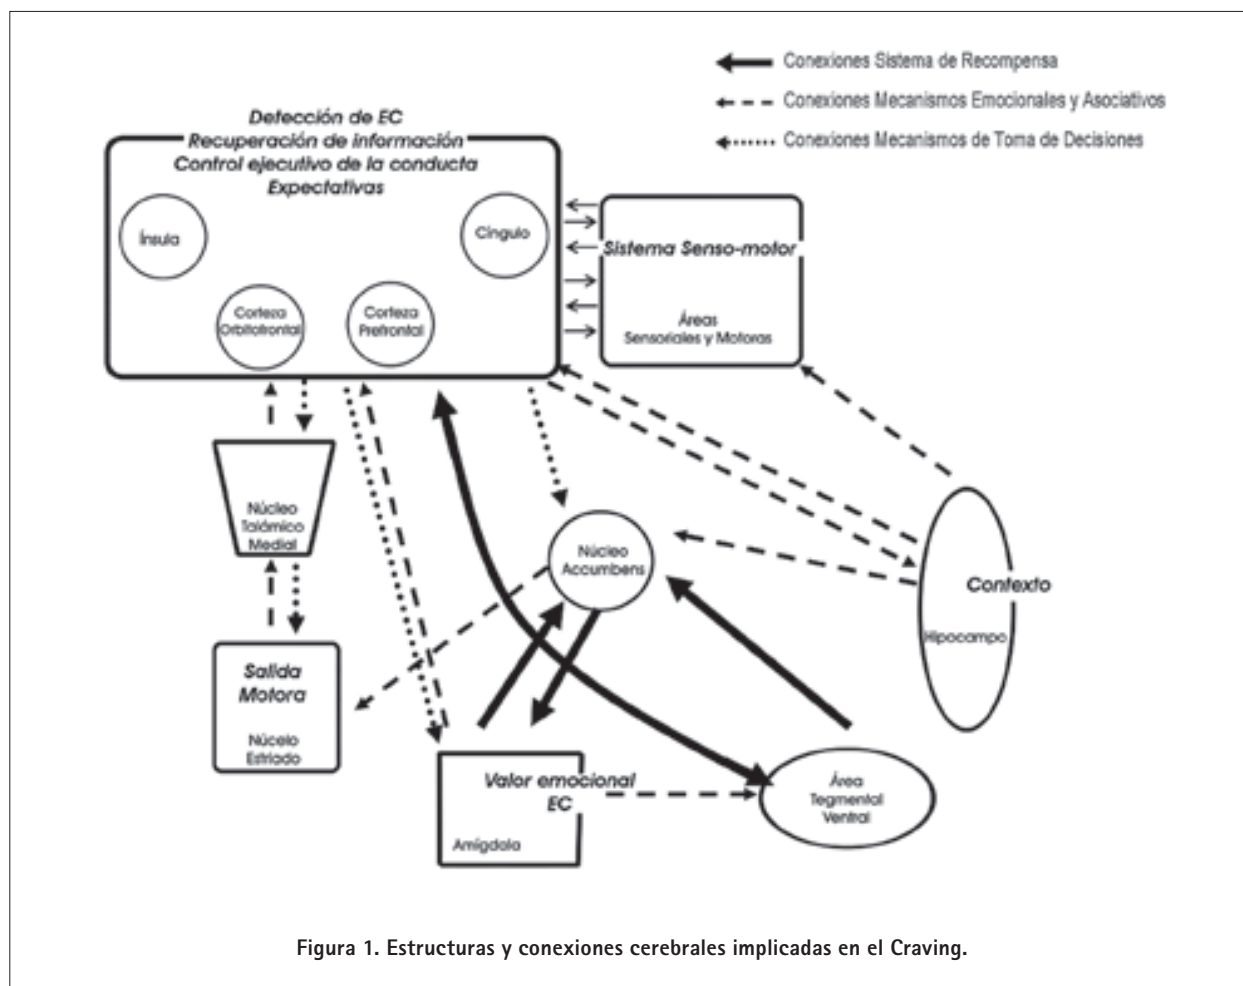 Conexiones Sistema de Recompensa
Conexiones Mecanismos Emocionales y Asociativos
Conexiones Mecanismos de Toma de Decisiones
Detección de EC
Recuperación de información
Control ejecutivo de la conducta
Expectativas
Ínsula
Cíngulo
Corteza
Orbitofrontal
Corteza
Prefrontal
Sistema Senso-motor
Áreas
Sensoriales y Motoras
Núcleo
Talámico
Medial
Núcleo
Accumbens
Contexto
Hipocampo
Salida
Motora
Núcelo
Estriado
Valor emocional
EC
Amígdala
Área
Tegmental
Ventral
Figura 1. Estructuras y conexiones cerebrales implicadas en el Craving.